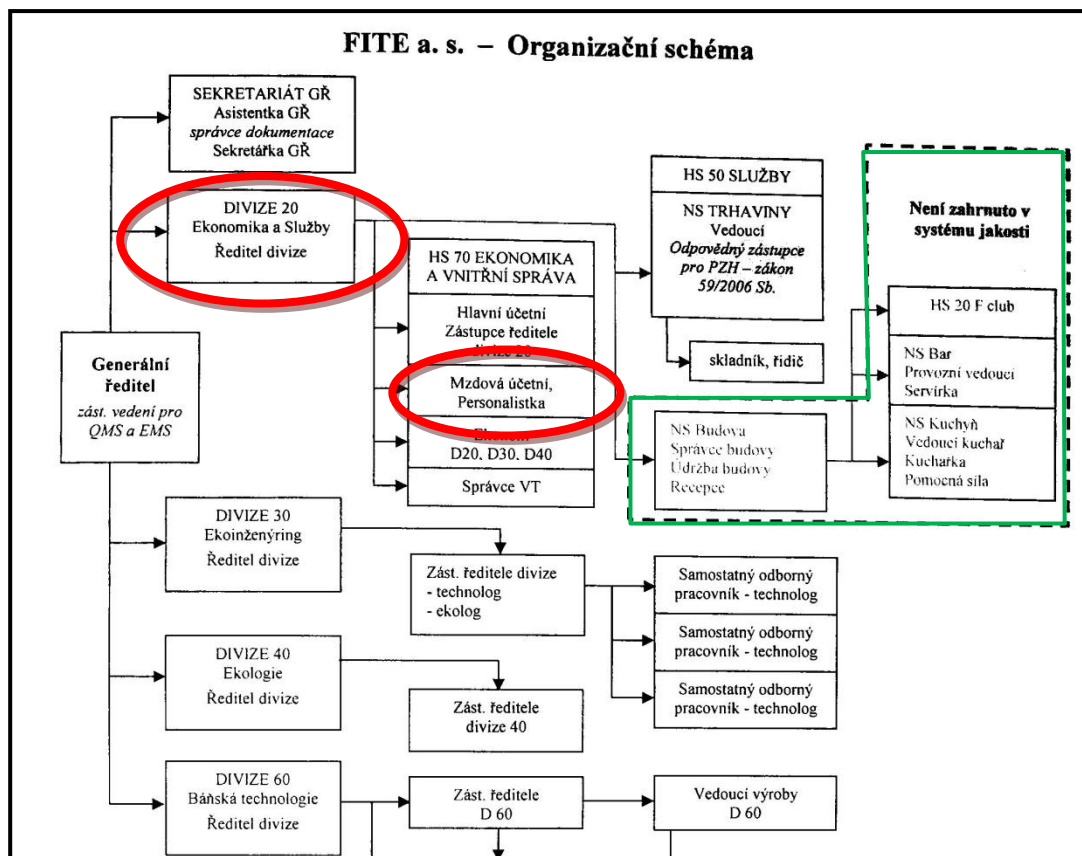 FITE a. s. – Organizační schéma
SEKRETARIÁT GŘ
Asistentka GŘ
správce dokumentace
Sekretářka GŘ
DIVIZE 20
Ekonomika a Služby
Ředitel divize
HS 50 SLUŽBY
NS TRHAVINY
Vedoucí
Odpovědný zástupce
pro PZH – zákon
59/2006 Sb.
skladník, řidič
Není zahrnuto v
systému jakosti
HS 70 EKONOMIKA
A VNITŘNÍ SPRÁVA
Hlavní účetní
Zástupce ředitele
divize 20
Mzdová účetní,
Personalistka
Ekonom
D20, D30, D40
Správce VT
HS 20 F club
NS Bar
Provozní vedoucí
Servírka
NS Kuchyň
Vedoucí kuchař
Kuchařka
Pomocná síla
NS Budova
Správce budovy
Údržba budovy
Recepce
Generální
ředitel
zást. vedení pro
QMS a EMS
DIVIZE 30
Ekoinženýring
Ředitel divize
Zást. ředitele divize
- technolog
- ekolog
Samostatný odborný
pracovník - technolog
Samostatný odborný
pracovník - technolog
Samostatný odborný
pracovník - technolog
DIVIZE 40
Ekologie
Ředitel divize
Zást. ředitele
divize 40
DIVIZE 60
Báňská technologie
Ředitel divize
Zást. ředitele
D 60
Vedoucí výroby
D 60